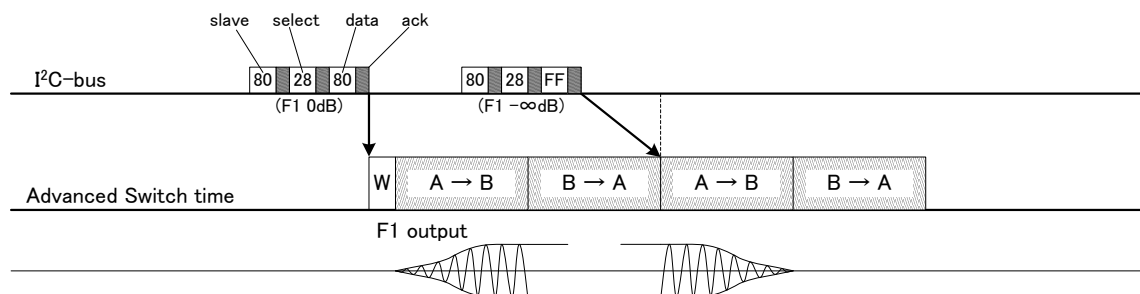 slave select data ack
I²C-bus
80 28 80
(F1 0dB)
80 28 FF
(F1 −∞dB)
Advanced Switch time
W A → B B → A A → B B → A
F1 output